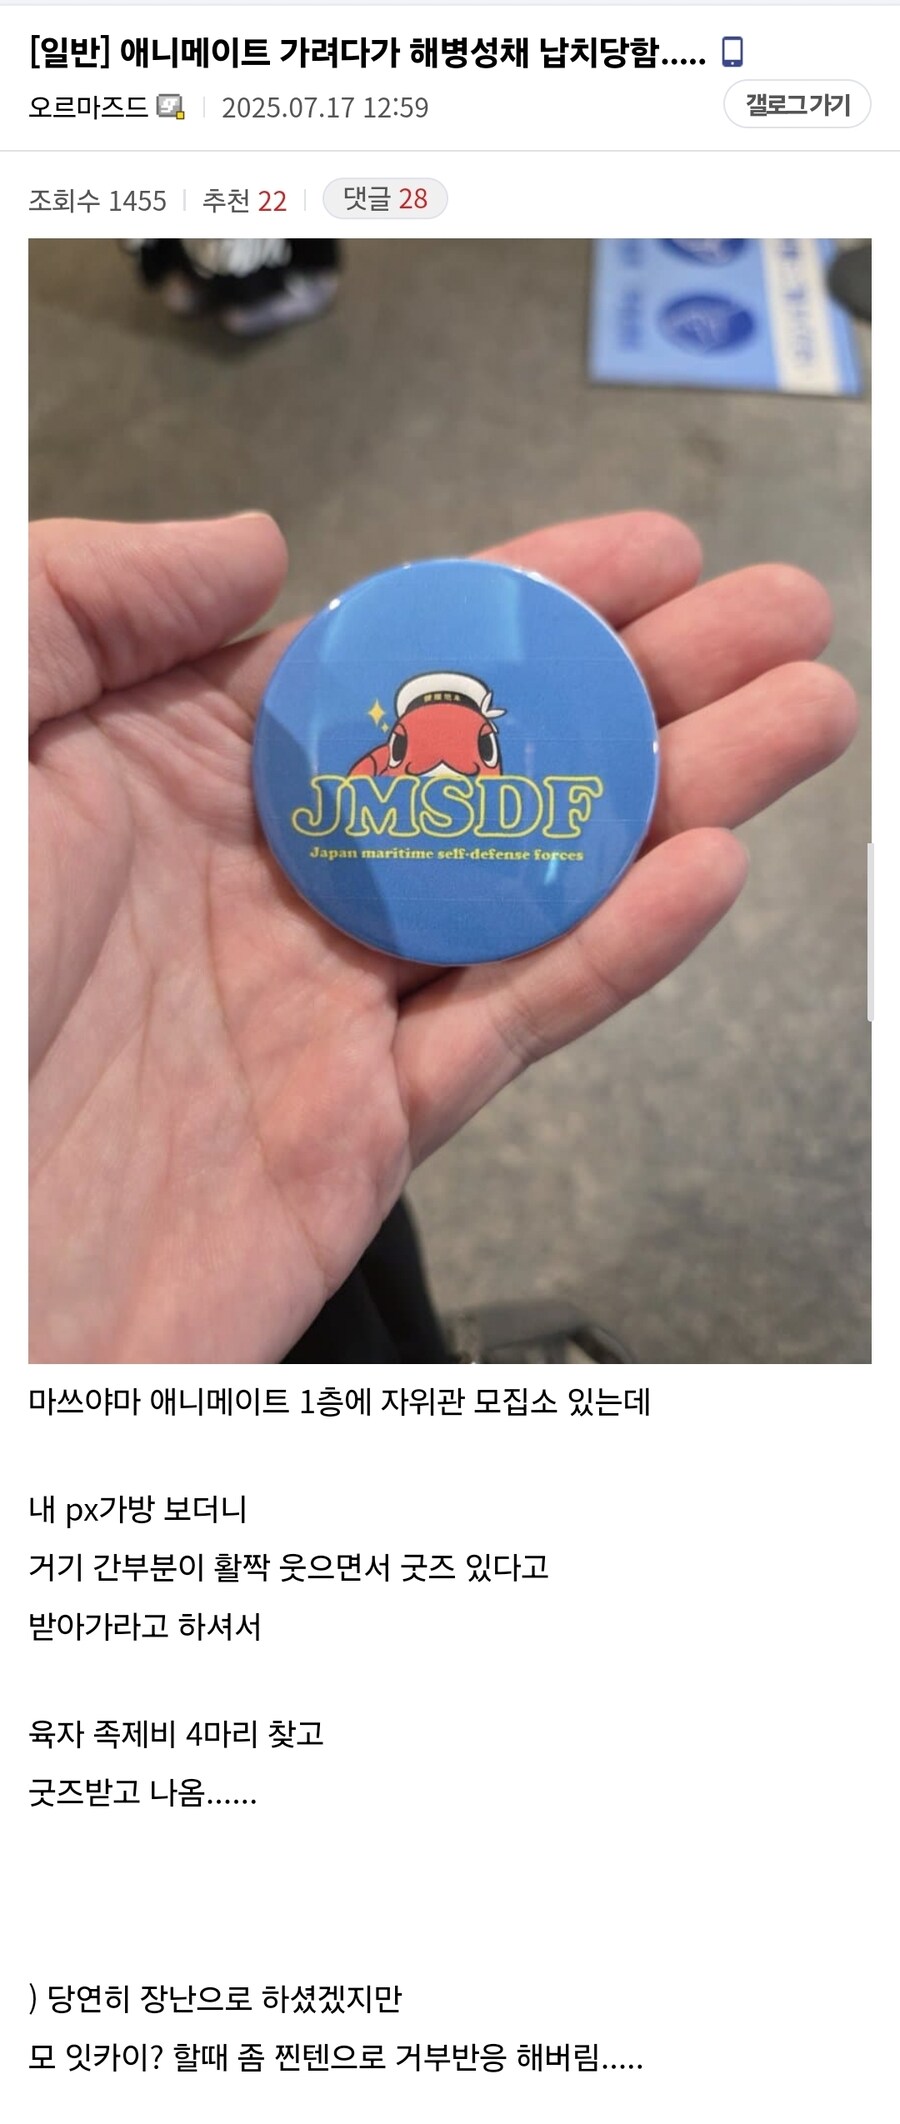 [일반] 애니메이트 가려다가 해병성채 납치당함.....
오르마즈드
2025.07.17 12:59
갤로그 가기
조회수 1455
추천 22
댓글 28
JMSDF
Japan maritime self-defense forces
마쓰야마 애니메이트 1층에 자위관 모집소 있는데
내 px가방 보더니
거기 간부분이 활짝 웃으면서 굿즈 있다고
받아가라고 하셔서
육자 족제비 4마리 찾고
굿즈받고 나옴......
) 당연히 장난으로 하셨겠지만
모 잇카이? 할때 좀 찐텐으로 거부반응 해버림.....